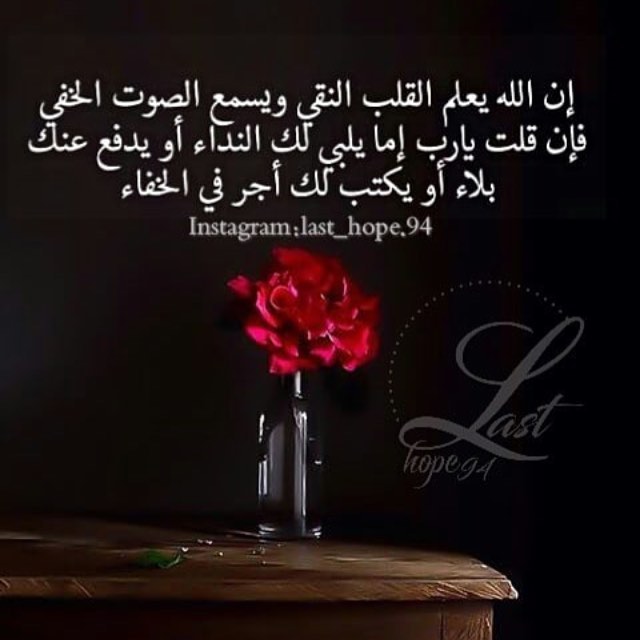 إن الله يعلم القلب النقي ويسمع الصوت الخفي
فإن قلت يارب إما يلبي لك النداء أو يدفع عنك
بلاء أو يكتب لك أجر في الخفاء
Instagram:last_hope.94
Last
hope94